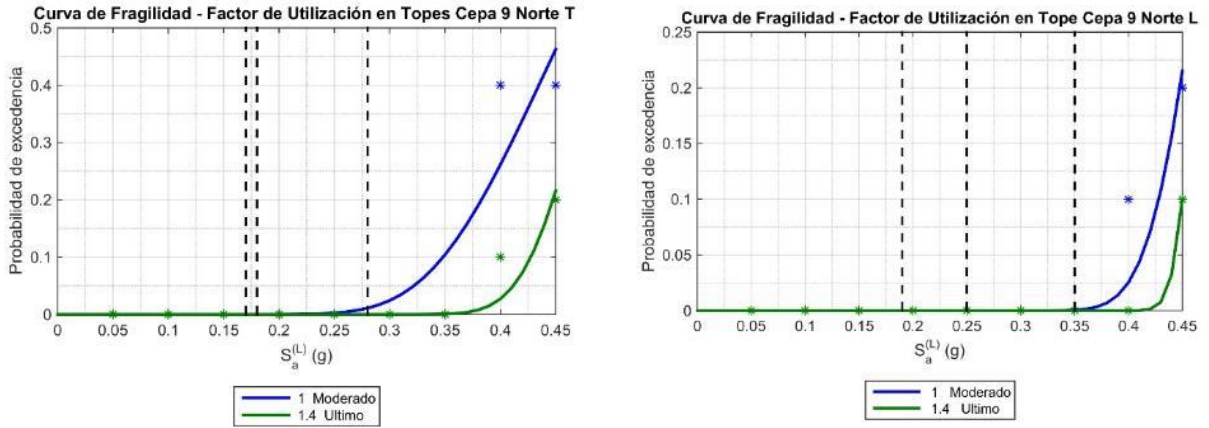 Curva de Fragilidad - Factor de Utilización en Topes Cepa 9 Norte T
Probabilidad de excedencia
0.5
0.4
0.3
0.2
0.1
0
0 0.05 0.1 0.15 0.2 0.25 0.3 0.35 0.4 0.45
S_a^(L) (g)
1 Moderado
1.4 Ultimo
Curva de Fragilidad - Factor de Utilización en Tope Cepa 9 Norte L
Probabilidad de excedencia
0.25
0.2
0.15
0.1
0.05
0
0 0.05 0.1 0.15 0.2 0.25 0.3 0.35 0.4 0.45
S_a^(L) (g)
1 Moderado
1.4 Ultimo